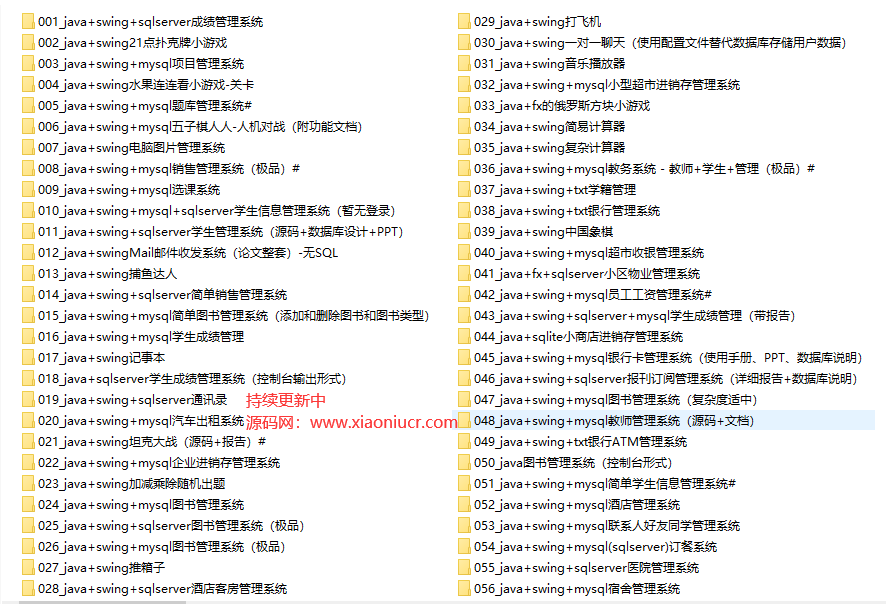 001_java+swing+sqlserver成绩管理系统
002_java+swing21点扑克牌小游戏
003_java+swing+mysql项目管理系统
004_java+swing水果连连看小游戏-关卡
005_java+swing+mysql题库管理系统#
006_java+swing+mysql五子棋人人-人机对战（附功能文档）
007_java+swing电脑图片管理系统
008_java+swing+mysql销售管理系统（极品）#
009_java+swing+mysql选课系统
010_java+swing+mysql+sqlserver学生信息管理系统（暂无登录）
011_java+swing+sqlserver学生管理系统（源码+数据库设计+PPT）
012_java+swingMail邮件收发系统（论文整套）-无SQL
013_java+swing捕鱼达人
014_java+swing+sqlserver简单销售管理系统
015_java+swing+mysql简单图书管理系统（添加和删除图书和图书类型）
016_java+swing+mysql学生成绩管理
017_java+swing记事本
018_java+sqlserver学生成绩管理系统（控制台输出形式）
019_java+swing+sqlserver通讯录
持续更新中
020_java+swing+mysql汽车出租系统
源码网：www.xiaoniucr.com
021_java+swing坦克大战（源码+报告）#
022_java+swing+mysql企业进销存管理系统
023_java+swing加减乘除随机出题
024_java+swing+mysql图书管理系统
025_java+swing+sqlserver图书管理系统（极品）
026_java+swing+mysql图书管理系统（极品）
027_java+swing推箱子
028_java+swing+sqlserver酒店客房管理系统
029_java+swing打飞机
030_java+swing一对一聊天（使用配置文件替代数据库存储用户数据）
031_java+swing音乐播放器
032_java+swing+mysql小型超市进销存管理系统
033_java+fx的俄罗斯方块小游戏
034_java+swing简易计算器
035_java+swing复杂计算器
036_java+swing+mysql教务系统 - 教师+学生+管理（极品）#
037_java+swing+txt学籍管理
038_java+swing+txt银行管理系统
039_java+swing中国象棋
040_java+swing+mysql超市收银管理系统
041_java+fx+sqlserver小区物业管理系统
042_java+swing+mysql员工工资管理系统#
043_java+swing+sqlserver+mysql学生成绩管理（带报告）
044_java+sqlite小商店进销存管理系统
045_java+swing+mysql银行卡管理系统（使用手册、PPT、数据库说明）
046_java+swing+sqlserver报刊订阅管理系统（详细报告+数据库说明）
047_java+swing+mysql图书管理系统（复杂度适中）
048_java+swing+mysql教师管理系统（源码+文档）
049_java+swing+txt银行ATM管理系统
050_java图书管理系统（控制台形式）
051_java+swing+mysql简单学生信息管理系统#
052_java+swing+mysql酒店管理系统
053_java+swing+mysql联系人好友同学管理系统
054_java+swing+mysql(sqlserver)订餐系统
055_java+swing+sqlserver医院管理系统
056_java+swing+mysql宿舍管理系统